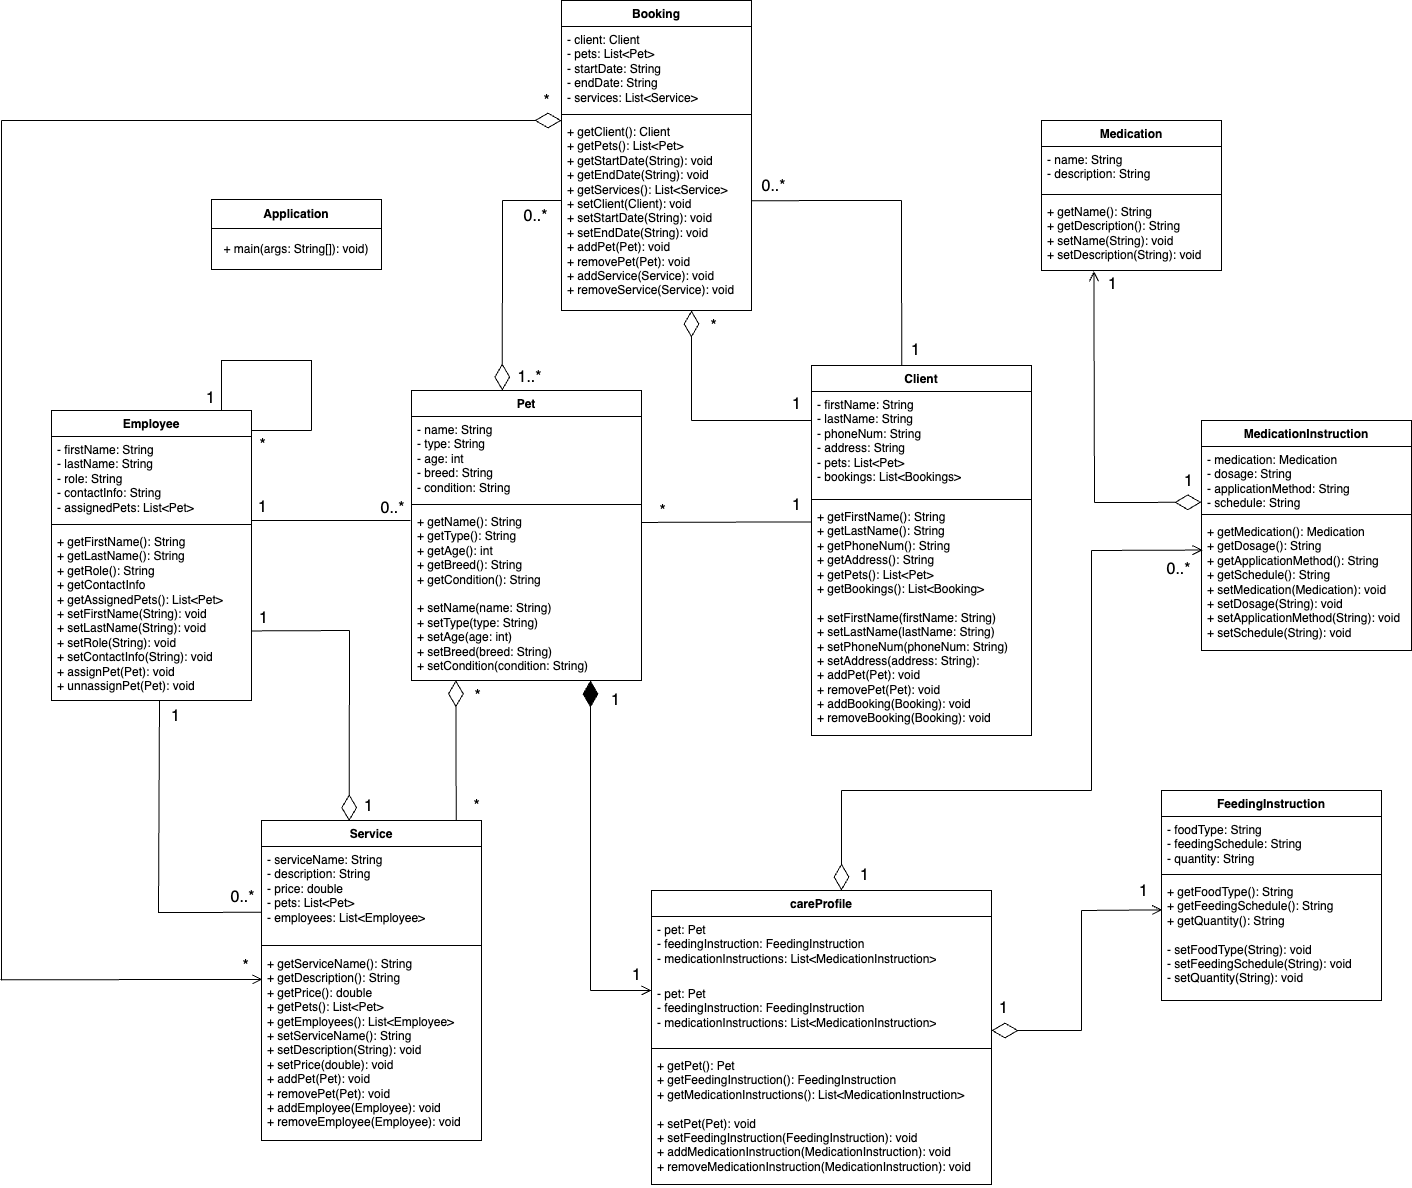 Booking
- client: Client
- pets: List<Pet>
- startDate: String
- endDate: String
- services: List<Service>
+ getClient(): Client
+ getPets(): List<Pet>
+ getStartDate(String): void
+ getEndDate(String): void
+ getServices(): List<Service>
+ setClient(Client): void
+ setStartDate(String): void
+ setEndDate(String): void
+ addPet(Pet): void
+ removePet(Pet): void
+ addService(Service): void
+ removeService(Service): void
*
0..*
0..*
*
Medication
- name: String
- description: String
+ getName(): String
+ getDescription(): String
+ setName(String): void
+ setDescription(String): void
1
Application
+ main(args: String[]): void)
1
*
Employee
- firstName: String
- lastName: String
- role: String
- contactInfo: String
- assignedPets: List<Pet>
+ getFirstName(): String
+ getLastName(): String
+ getRole(): String
+ getContactInfo
+ getAssignedPets(): List<Pet>
+ setFirstName(String): void
+ setLastName(String): void
+ setRole(String): void
+ setContactInfo(String): void
+ assignPet(Pet): void
+ unnassignPet(Pet): void
1
0..*
1
1
1..*
Pet
- name: String
- type: String
- age: int
- breed: String
- condition: String
+ getName(): String
+ getType(): String
+ getAge(): int
+ getBreed(): String
+ getCondition(): String
+ setName(name: String)
+ setType(type: String)
+ setAge(age: int)
+ setBreed(breed: String)
+ setCondition(condition: String)
*
1
*
1
1
1
Client
- firstName: String
- lastName: String
- phoneNum: String
- address: String
- pets: List<Pet>
- bookings: List<Bookings>
+ getFirstName(): String
+ getLastName(): String
+ getPhoneNum(): String
+ getAddress(): String
+ getPets(): List<Pet>
+ getBookings(): List<Booking>
+ setFirstName(firstName: String)
+ setLastName(lastName: String)
+ setPhoneNum(phoneNum: String)
+ setAddress(address: String):
+ addPet(Pet): void
+ removePet(Pet): void
+ addBooking(Booking): void
+ removeBooking(Booking): void
MedicationInstruction
- medication: Medication
- dosage: String
- applicationMethod: String
- schedule: String
+ getMedication(): Medication
+ getDosage(): String
+ getApplicationMethod(): String
+ getSchedule(): String
+ setMedication(Medication): void
+ setDosage(String): void
+ setApplicationMethod(String): void
+ setSchedule(String): void
1
0..*
1
*
0..*
*
Service
- serviceName: String
- description: String
- price: double
- pets: List<Pet>
- employees: List<Employee>
+ getServiceName(): String
+ getDescription(): String
+ getPrice(): double
+ getPets(): List<Pet>
+ getEmployees(): List<Employee>
+ setServiceName(): String
+ setDescription(String): void
+ setPrice(double): void
+ addPet(Pet): void
+ removePet(Pet): void
+ addEmployee(Employee): void
+ removeEmployee(Employee): void
1
1
careProfile
- pet: Pet
- feedingInstruction: FeedingInstruction
- medicationInstructions: List<MedicationInstruction>
- pet: Pet
- feedingInstruction: FeedingInstruction
- medicationInstructions: List<MedicationInstruction>
+ getPet(): Pet
+ getFeedingInstruction(): FeedingInstruction
+ getMedicationInstructions(): List<MedicationInstruction>
+ setPet(Pet): void
+ setFeedingInstruction(FeedingInstruction): void
+ addMedicationInstruction(MedicationInstruction): void
+ removeMedicationInstruction(MedicationInstruction): void
1
1
FeedingInstruction
- foodType: String
- feedingSchedule: String
- quantity: String
+ getFoodType(): String
+ getFeedingSchedule(): String
+ getQuantity(): String
- setFoodType(String): void
- setFeedingSchedule(String): void
- setQuantity(String): void